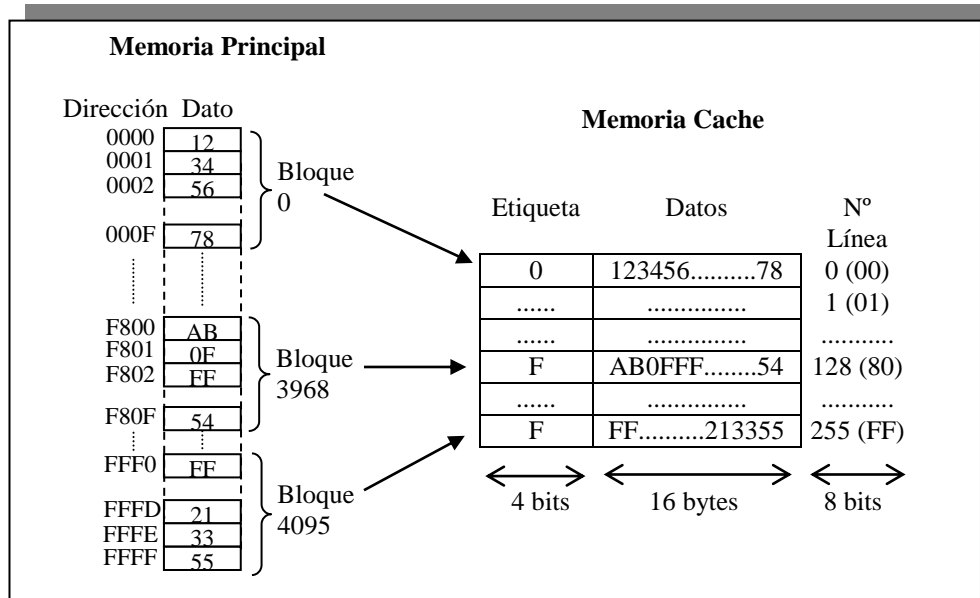 Memoria Principal
Dirección Dato
0000 12
0001 34
0002 56
000F 78
Bloque
0
F800 AB
F801 0F
F802 FF
F80F 54
Bloque
3968
FFF0 FF
FFFD 21
FFFE 33
FFFF 55
Bloque
4095
Memoria Cache
Etiqueta Datos Nº
Línea
0 123456..........78 0 (00)
...... ............... 1 (01)
...... ............... ...........
F AB0FFF........54 128 (80)
...... ............... ...........
F FF..........213355 255 (FF)
4 bits 16 bytes 8 bits